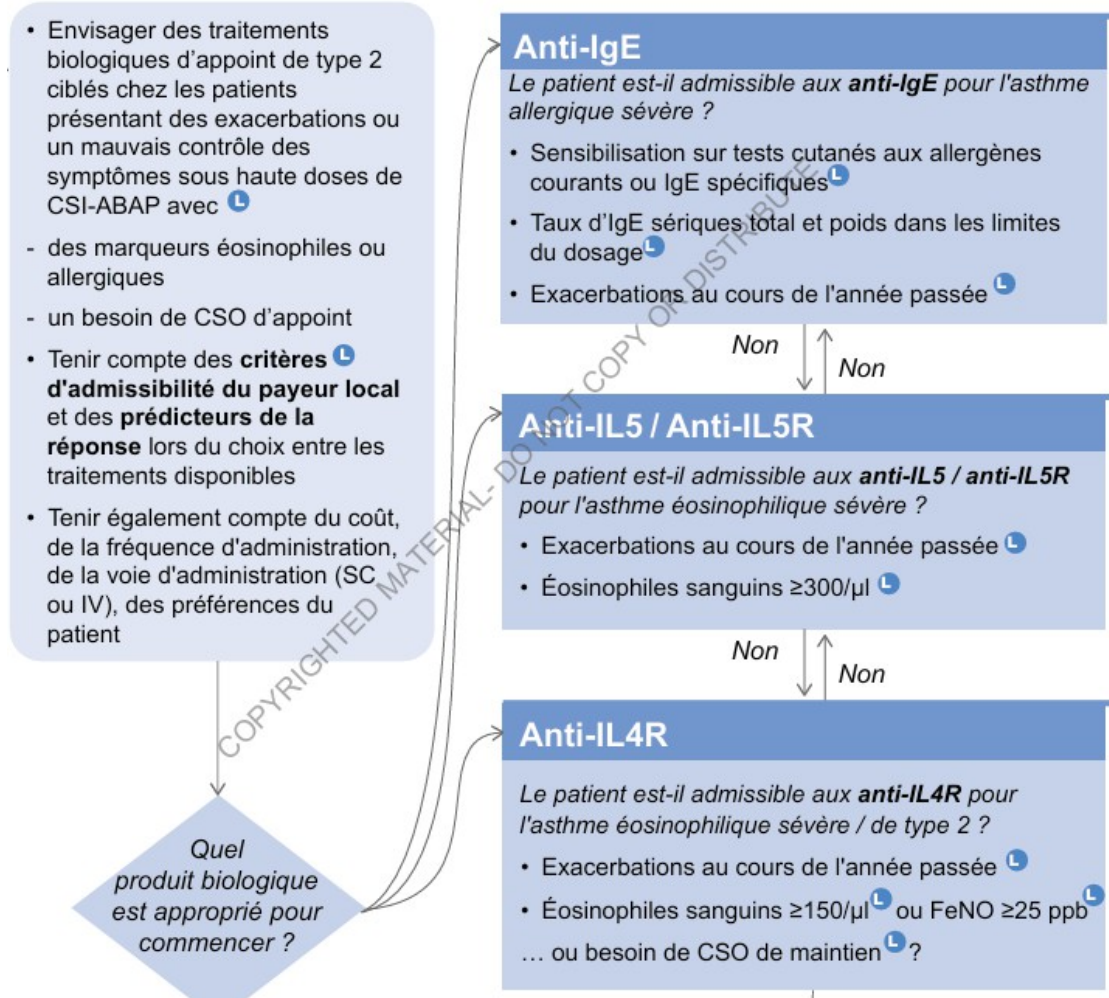 • Envisager des traitements
biologiques d'appoint de type 2
ciblés chez les patients
présentant des exacerbations ou
un mauvais contrôle des
symptômes sous haute doses de
CSI-ABAP avec L
- des marqueurs éosinophiles ou
allergiques
- un besoin de CSO d'appoint
• Tenir compte des critères L
d'admissibilité du payeur local
et des prédicteurs de la
réponse lors du choix entre les
traitements disponibles
• Tenir également compte du coût,
de la fréquence d'administration,
de la voie d'administration (SC
ou IV), des préférences du
patient
Quel
produit biologique
est approprié pour
commencer ?
Anti-IgE
Le patient est-il admissible aux anti-IgE pour l'asthme
allergique sévère ?
• Sensibilisation sur tests cutanés aux allergènes
courants ou IgE spécifiques L
• Taux d'IgE sériques total et poids dans les limites
du dosage L
• Exacerbations au cours de l'année passée L
Non
Non
Anti-IL5 / Anti-IL5R
Le patient est-il admissible aux anti-IL5 / anti-IL5R
pour l'asthme éosinophilique sévère ?
• Exacerbations au cours de l'année passée L
• Éosinophiles sanguins ≥300/μl L
Non
Non
Anti-IL4R
Le patient est-il admissible aux anti-IL4R pour
l'asthme éosinophilique sévère / de type 2 ?
• Exacerbations au cours de l'année passée L
• Éosinophiles sanguins ≥150/μl L ou FeNO ≥25 ppb L
… ou besoin de CSO de maintien L ?
COPYRIGHTED MATERIAL- DO NOT COPY OR DISTRIBUTE